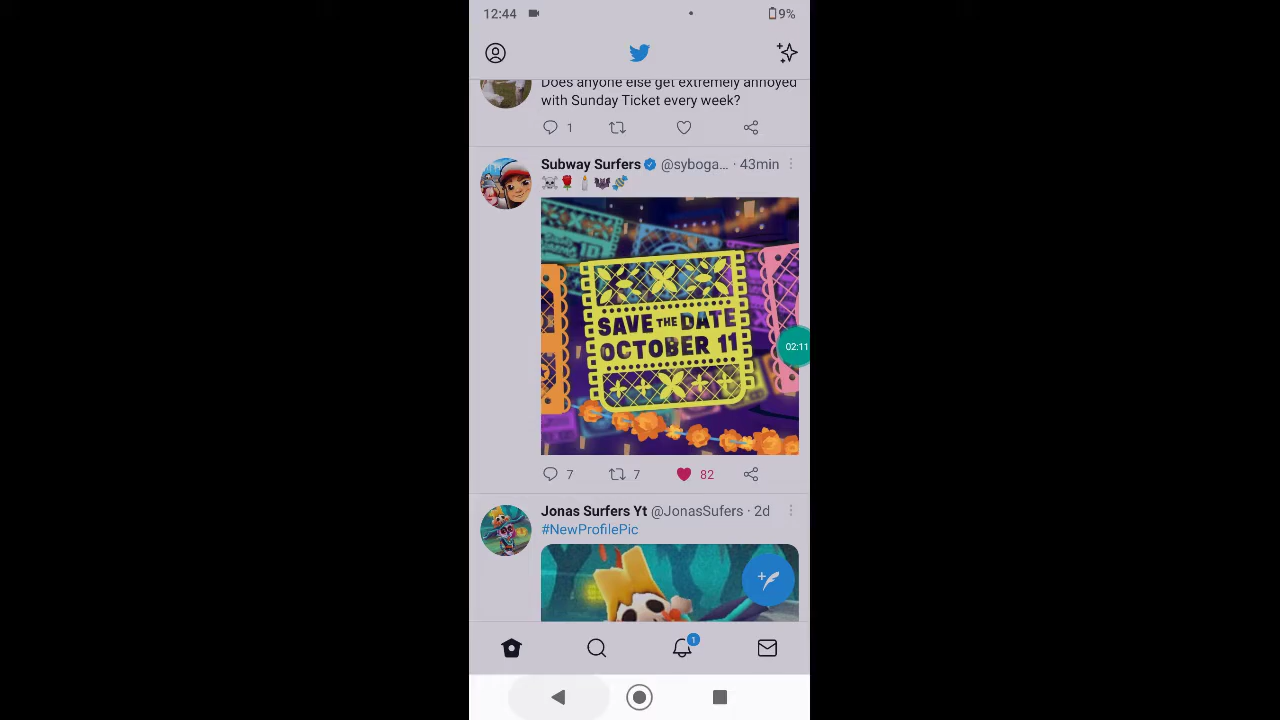 12:44
9%
Does anyone else get extremely annoyed
with Sunday Ticket every week?
1
Subway Surfers @syboga... · 43min
SAVE THE DATE
OCTOBER 11
7 7 82
02:11
Jonas Surfers Yt @JonasSufers · 2d
#NewProfilePic
1